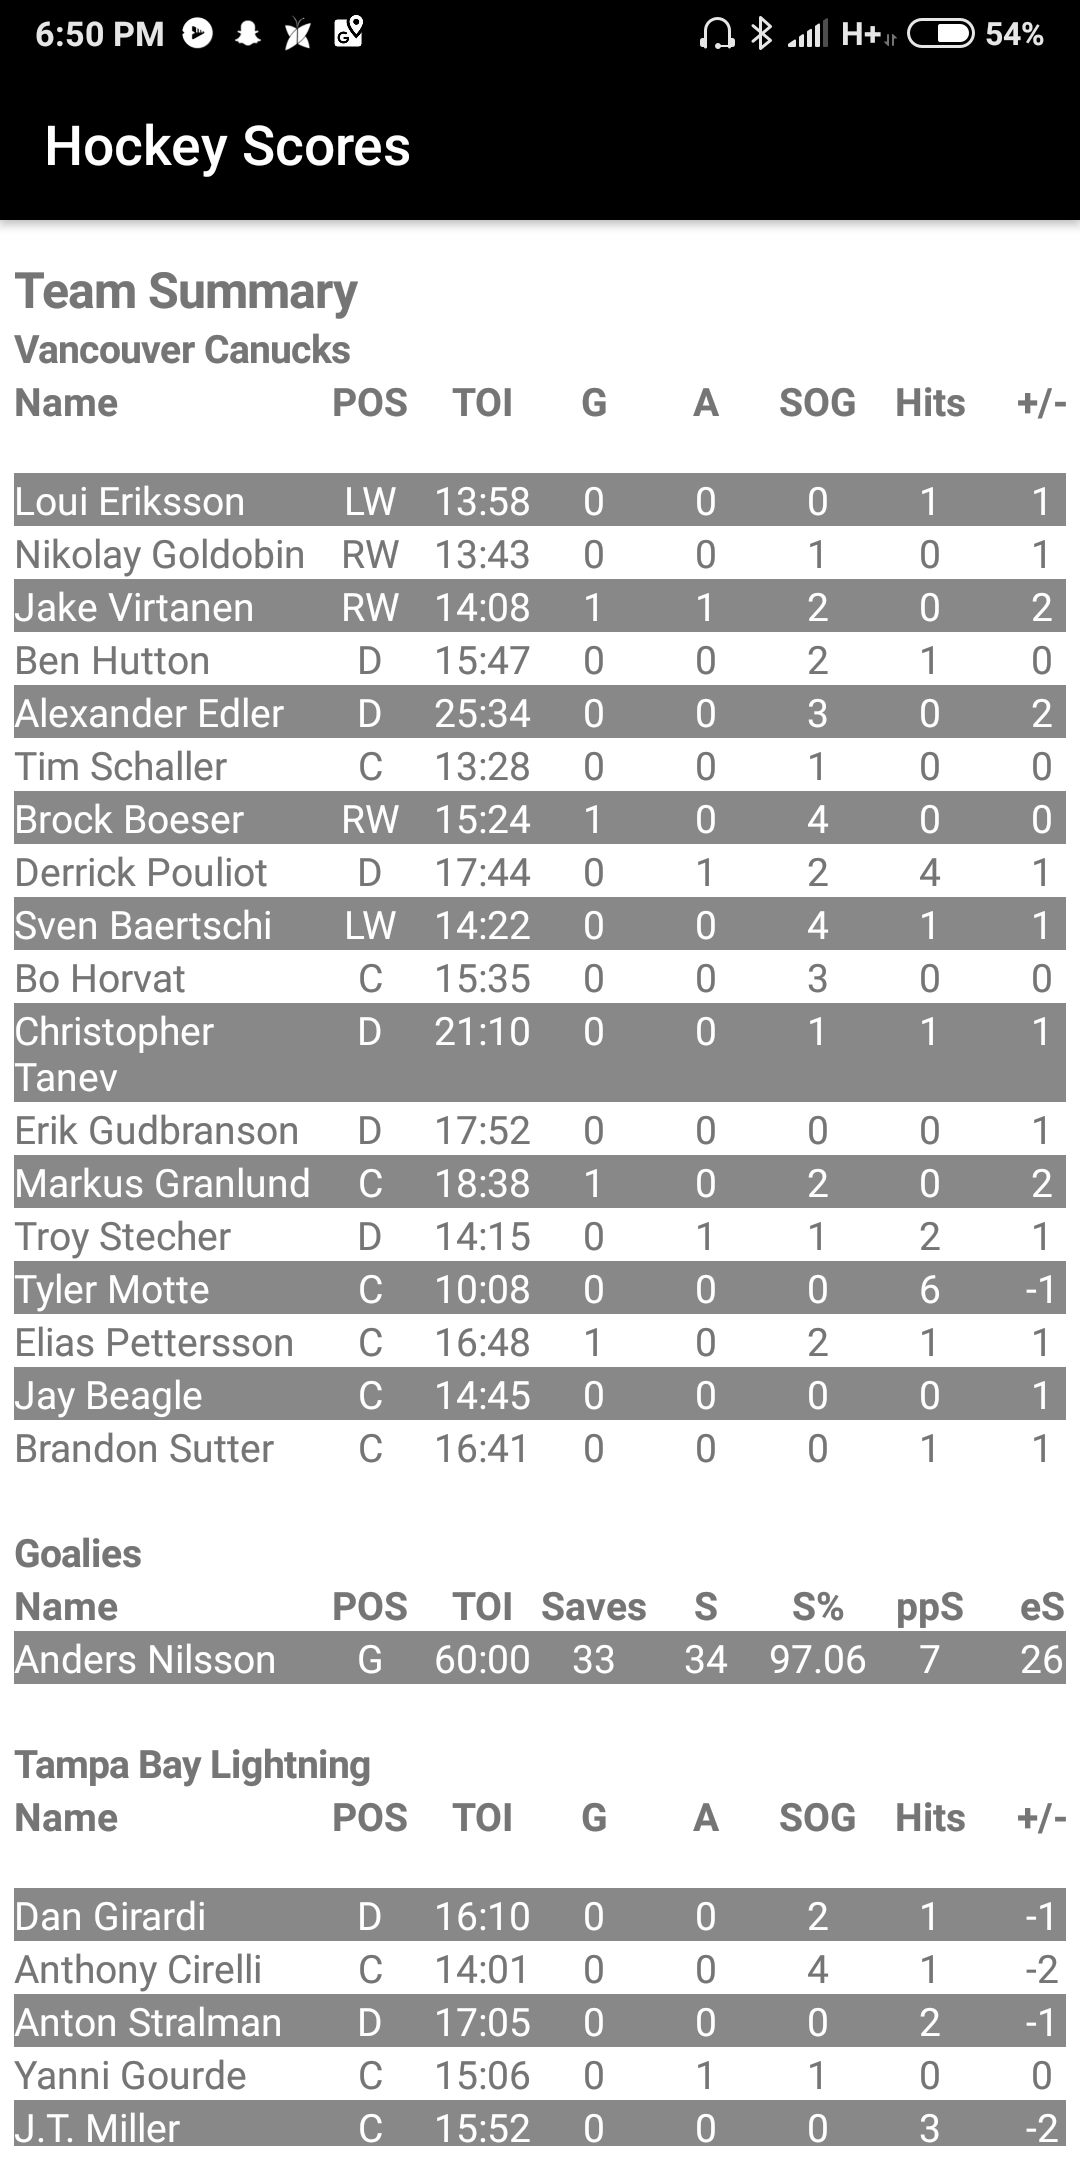 6:50 PM H+ 54%
Hockey Scores
Team Summary
Vancouver Canucks
Name POS TOI G A SOG Hits +/-
Loui Eriksson LW 13:58 0 0 0 1 1
Nikolay Goldobin RW 13:43 0 0 1 0 1
Jake Virtanen RW 14:08 1 1 2 0 2
Ben Hutton D 15:47 0 0 2 1 0
Alexander Edler D 25:34 0 0 3 0 2
Tim Schaller C 13:28 0 0 1 0 0
Brock Boeser RW 15:24 1 0 4 0 0
Derrick Pouliot D 17:44 0 1 2 4 1
Sven Baertschi LW 14:22 0 0 4 1 1
Bo Horvat C 15:35 0 0 3 0 0
Christopher D 21:10 0 0 1 1 1
Tanev
Erik Gudbranson D 17:52 0 0 0 0 1
Markus Granlund C 18:38 1 0 2 0 2
Troy Stecher D 14:15 0 1 1 2 1
Tyler Motte C 10:08 0 0 0 6 -1
Elias Pettersson C 16:48 1 0 2 1 1
Jay Beagle C 14:45 0 0 0 0 1
Brandon Sutter C 16:41 0 0 0 1 1
Goalies
Name POS TOI Saves S S% ppS eS
Anders Nilsson G 60:00 33 34 97.06 7 26
Tampa Bay Lightning
Name POS TOI G A SOG Hits +/-
Dan Girardi D 16:10 0 0 2 1 -1
Anthony Cirelli C 14:01 0 0 4 1 -2
Anton Stralman D 17:05 0 0 0 2 -1
Yanni Gourde C 15:06 0 1 1 0 0
J.T. Miller C 15:52 0 0 0 3 -2